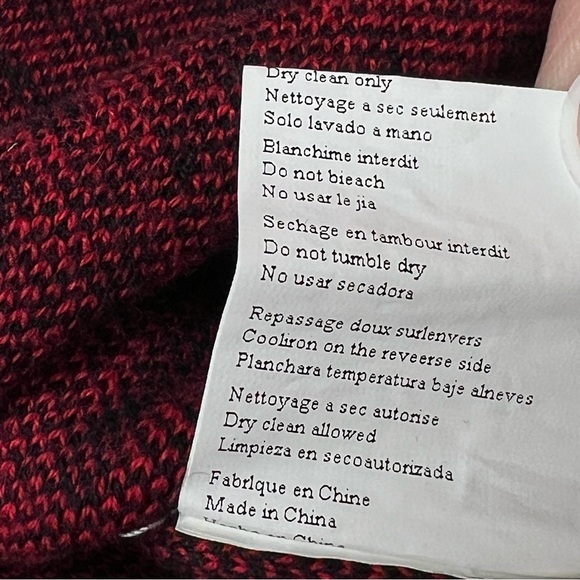 Dry clean only
Nettoyage a sec seulement
Solo lavado a mano
Blanchime interdit
Do not bieach
No usar le jia
Sechage en tambour interdit
Do not tumble dry
No usar secadora
Repassage doux surlenvers
Cooliron on the reveerse side
Planchara temperatura baje alneves
Nettoyage a sec autorise
Dry clean allowed
Limpieza en secoautorizada
Fabrlque en Chine
Made in China